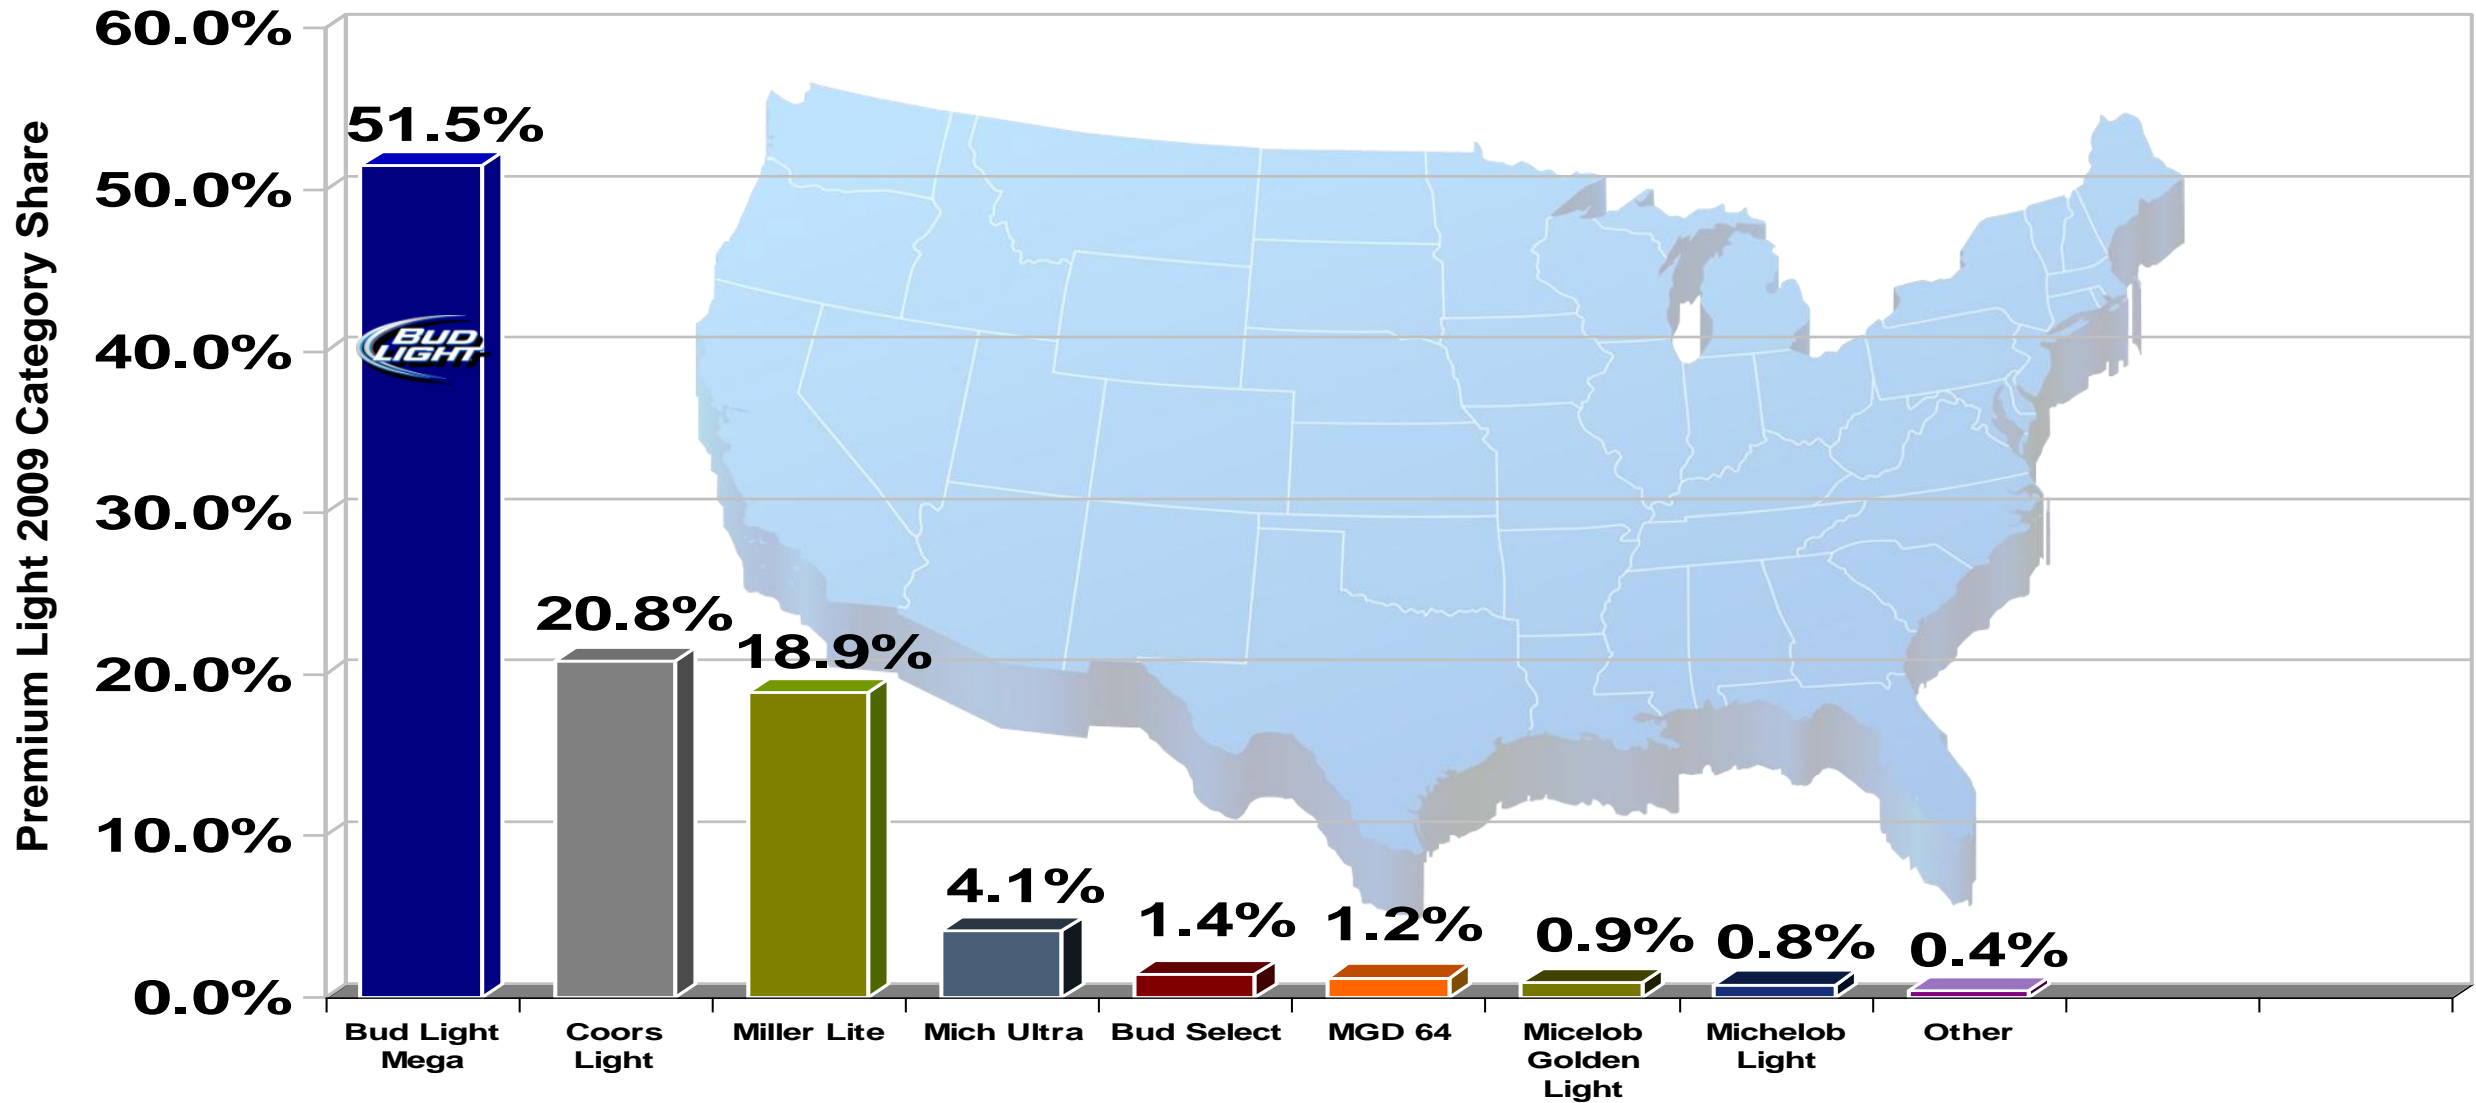 Premium Light 2009 Category Share
60.0%
50.0%
40.0%
30.0%
20.0%
10.0%
0.0%
51.5%
20.8%
18.9%
4.1%
1.4%
1.2%
0.9%
0.8%
0.4%
BUD
LIGHT
Bud Light
Mega
Coors
Light
Miller Lite
Mich Ultra
Bud Select
MGD 64
Micelob
Golden
Light
Michelob
Light
Other